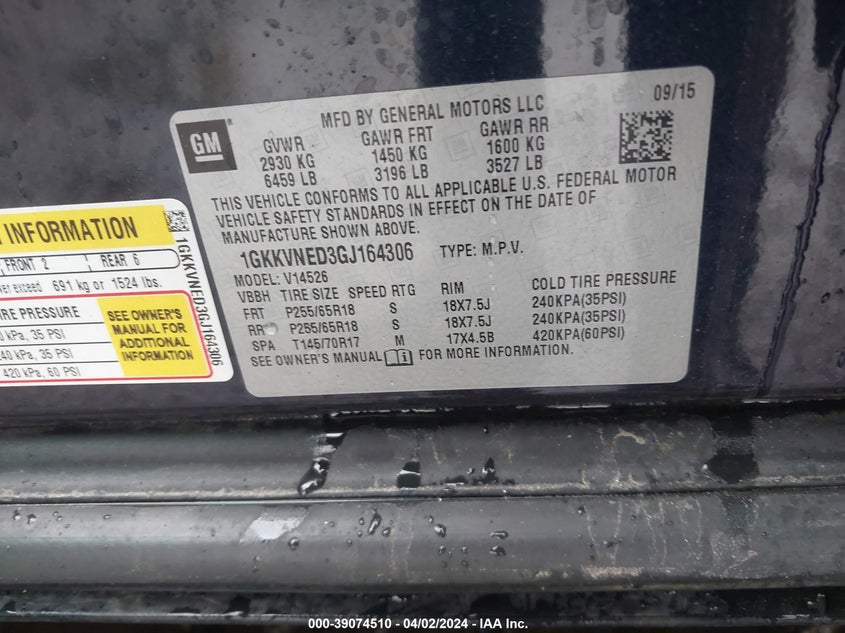 MFD BY GENERAL MOTORS LLC 09/15
GM®
GVWR GAWR FRT GAWR RR
2930 KG 1450 KG 1600 KG
6459 LB 3196 LB 3527 LB
THIS VEHICLE CONFORMS TO ALL APPLICABLE U.S. FEDERAL MOTOR
VEHICLE SAFETY STANDARDS IN EFFECT ON THE DATE OF
MANUFACTURE SHOWN ABOVE.
1GKKVNED3GJ164306 TYPE: M.P.V.
MODEL: V14526
VBBH TIRE SIZE SPEED RTG RIM COLD TIRE PRESSURE
FRT P255/65R18 S 18X7.5J 240KPA(35PSI)
RR P255/65R18 S 18X7.5J 240KPA(35PSI)
SPA T145/70R17 M 17X4.5B 420KPA(60PSI)
SEE OWNER'S MANUAL FOR MORE INFORMATION.
INFORMATION
FRONT 2 REAR 6
exceed 691 kg or 1524 lbs.
PRESSURE
kPa, 35 PSI
kPa, 35 PSI
420 kPa, 60 PSI
SEE OWNER'S
MANUAL FOR
ADDITIONAL
INFORMATION
1GKKVNED3GJ164306
000-39074510 - 04/02/2024 - IAA Inc.